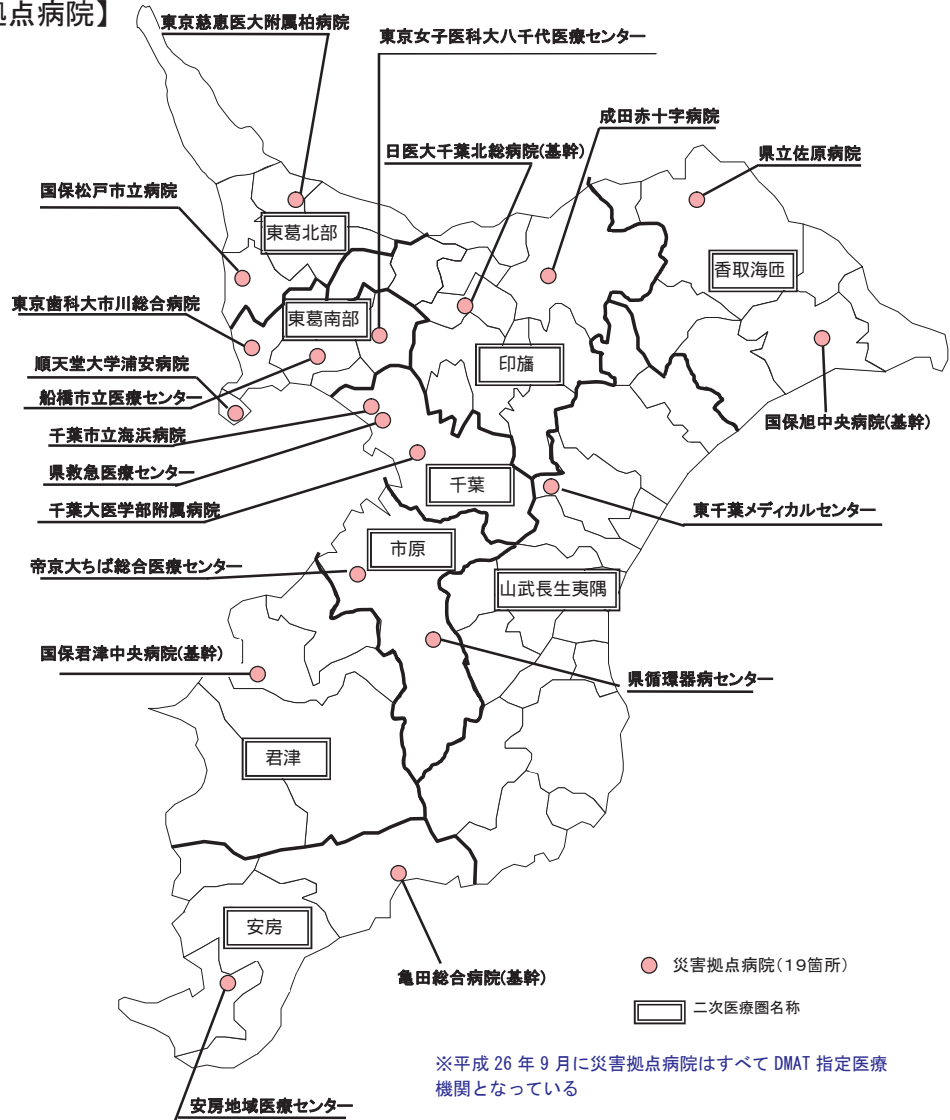 拠点病院】
東京慈恵医大附属柏病院
東京女子医科大八千代医療センター
成田赤十字病院
日医大千葉北総病院(基幹)
県立佐原病院
国保松戸市立病院
東葛北部
香取海匝
東京歯科大市川総合病院
東葛南部
印旛
順天堂大学浦安病院
船橋市立医療センター
国保旭中央病院(基幹)
千葉市立海浜病院
県救急医療センター
千葉
千葉大医学部附属病院
東千葉メディカルセンター
市原
帝京大ちば総合医療センター
山武長生夷隅
国保君津中央病院(基幹)
県循環器病センター
君津
安房
亀田総合病院(基幹)
災害拠点病院(19箇所)
二次医療圏名称
※平成 26 年 9 月に災害拠点病院はすべて DMAT 指定医療
機関となっている
安房地域医療センター